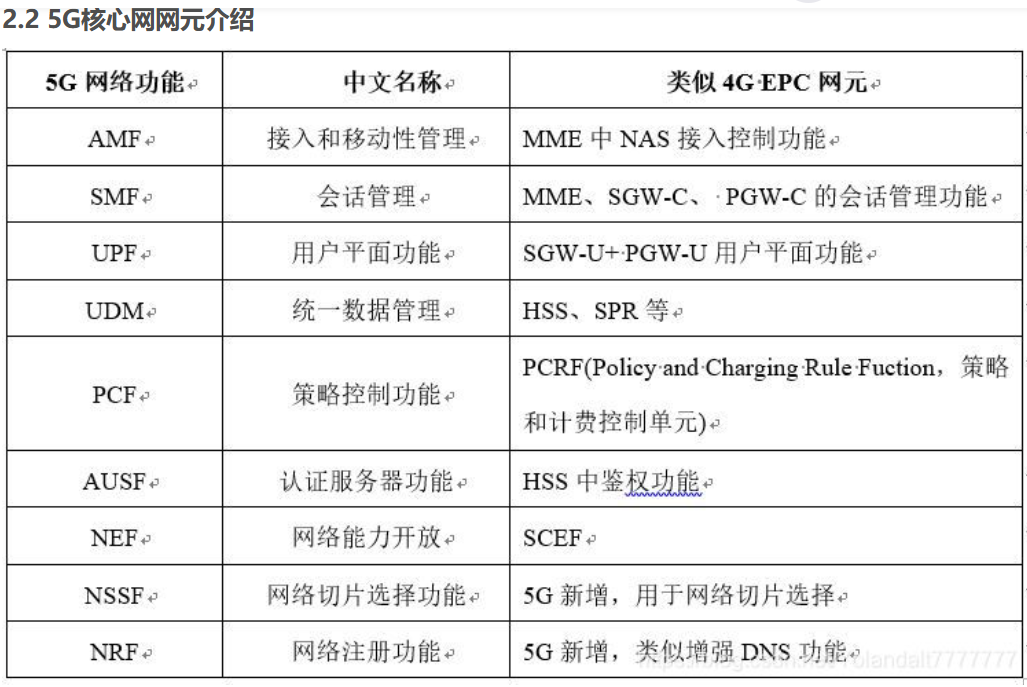 2.2 5G核心网网元介绍
5G 网络功能 中文名称 类似 4G EPC 网元
AMF 接入和移动性管理 MME 中 NAS 接入控制功能
SMF 会话管理 MME、SGW-C、 PGW-C 的会话管理功能
UPF 用户平面功能 SGW-U+ PGW-U 用户平面功能
UDM 统一数据管理 HSS、SPR 等
PCF 策略控制功能 PCRF(Policy and Charging Rule Fuction，策略
和计费控制单元)
AUSF 认证服务器功能 HSS 中鉴权功能
NEF 网络能力开放 SCEF
NSSF 网络切片选择功能 5G 新增，用于网络切片选择
NRF 网络注册功能 5G 新增，类似增强 DNS 功能